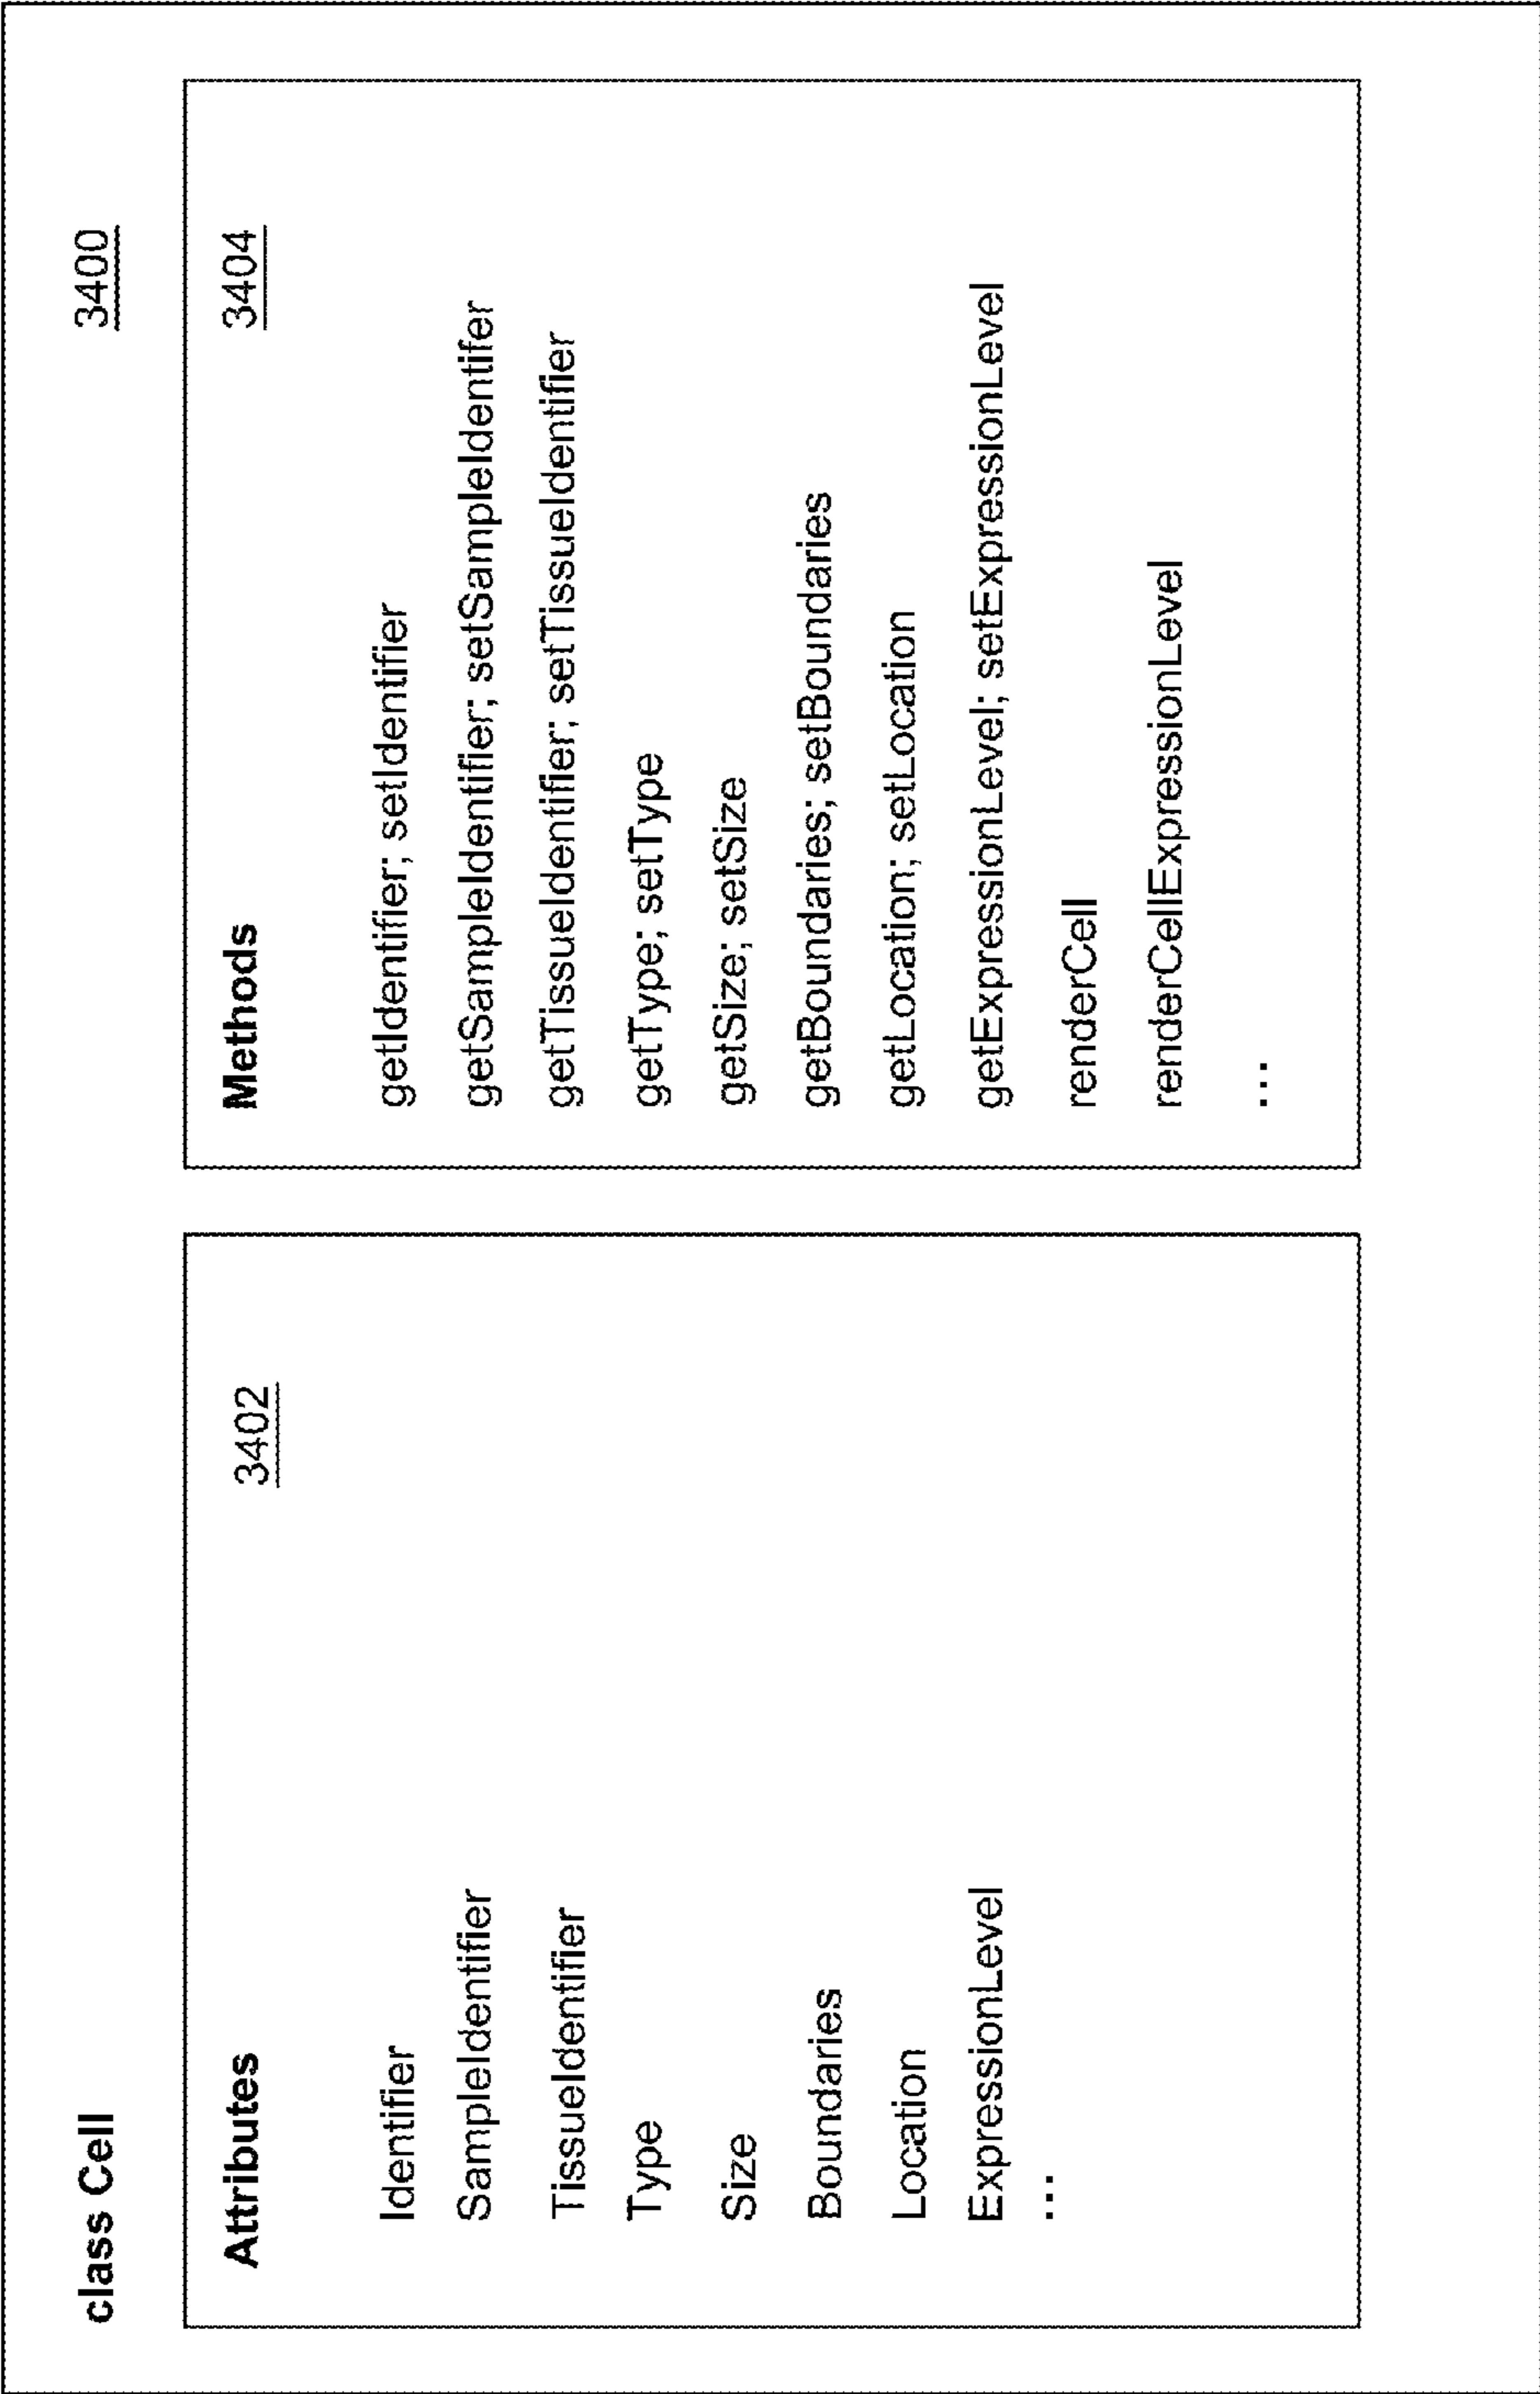 class Cell
3400
Attributes
3402
Identifier
SampleIdentifier
TissueIdentifier
Type
Size
Boundaries
Location
ExpressionLevel
...
Methods
3404
getIdentifier; setIdentifier
getSampleIdentifier; setSampleIdentifer
getTissueIdentifier; setTissueIdentifier
getType; setType
getSize; setSize
getBoundaries; setBoundaries
getLocation; setLocation
getExpressionLevel; setExpressionLevel
renderCell
renderCellExpressionLevel
...